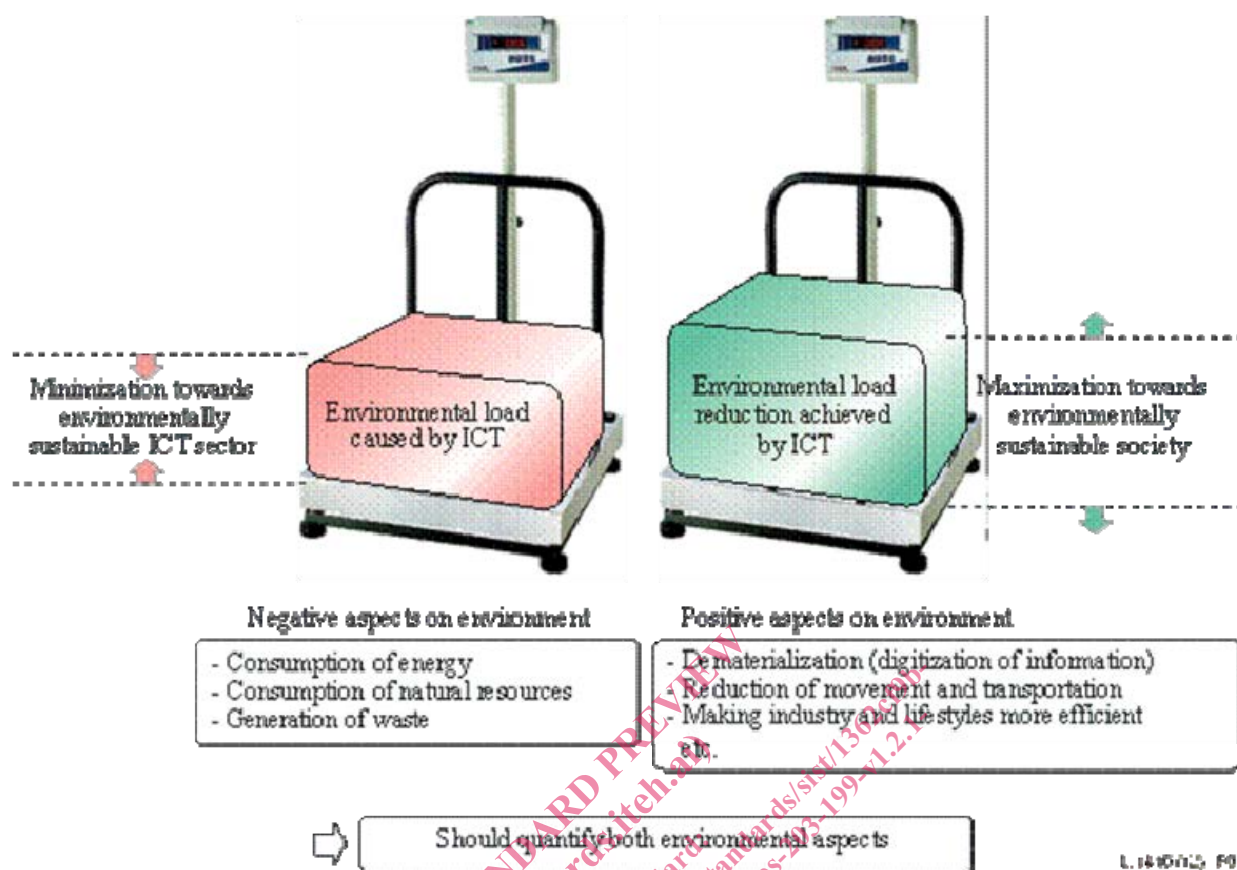 Environmental load
caused by ICT
Environmental load
reduction achieved
by ICT
Minimization towards
environmentally
sustainable ICT sector
Maximization towards
environmentally
sustainable society
Negative aspects on environment
- Consumption of energy
- Consumption of natural resources
- Generation of waste
Positive aspects on environment
- Dematerialization (digitization of information)
- Reduction of movement and transportation
- Making industry and lifestyles more efficient
etc.
Should quantify both environmental aspects